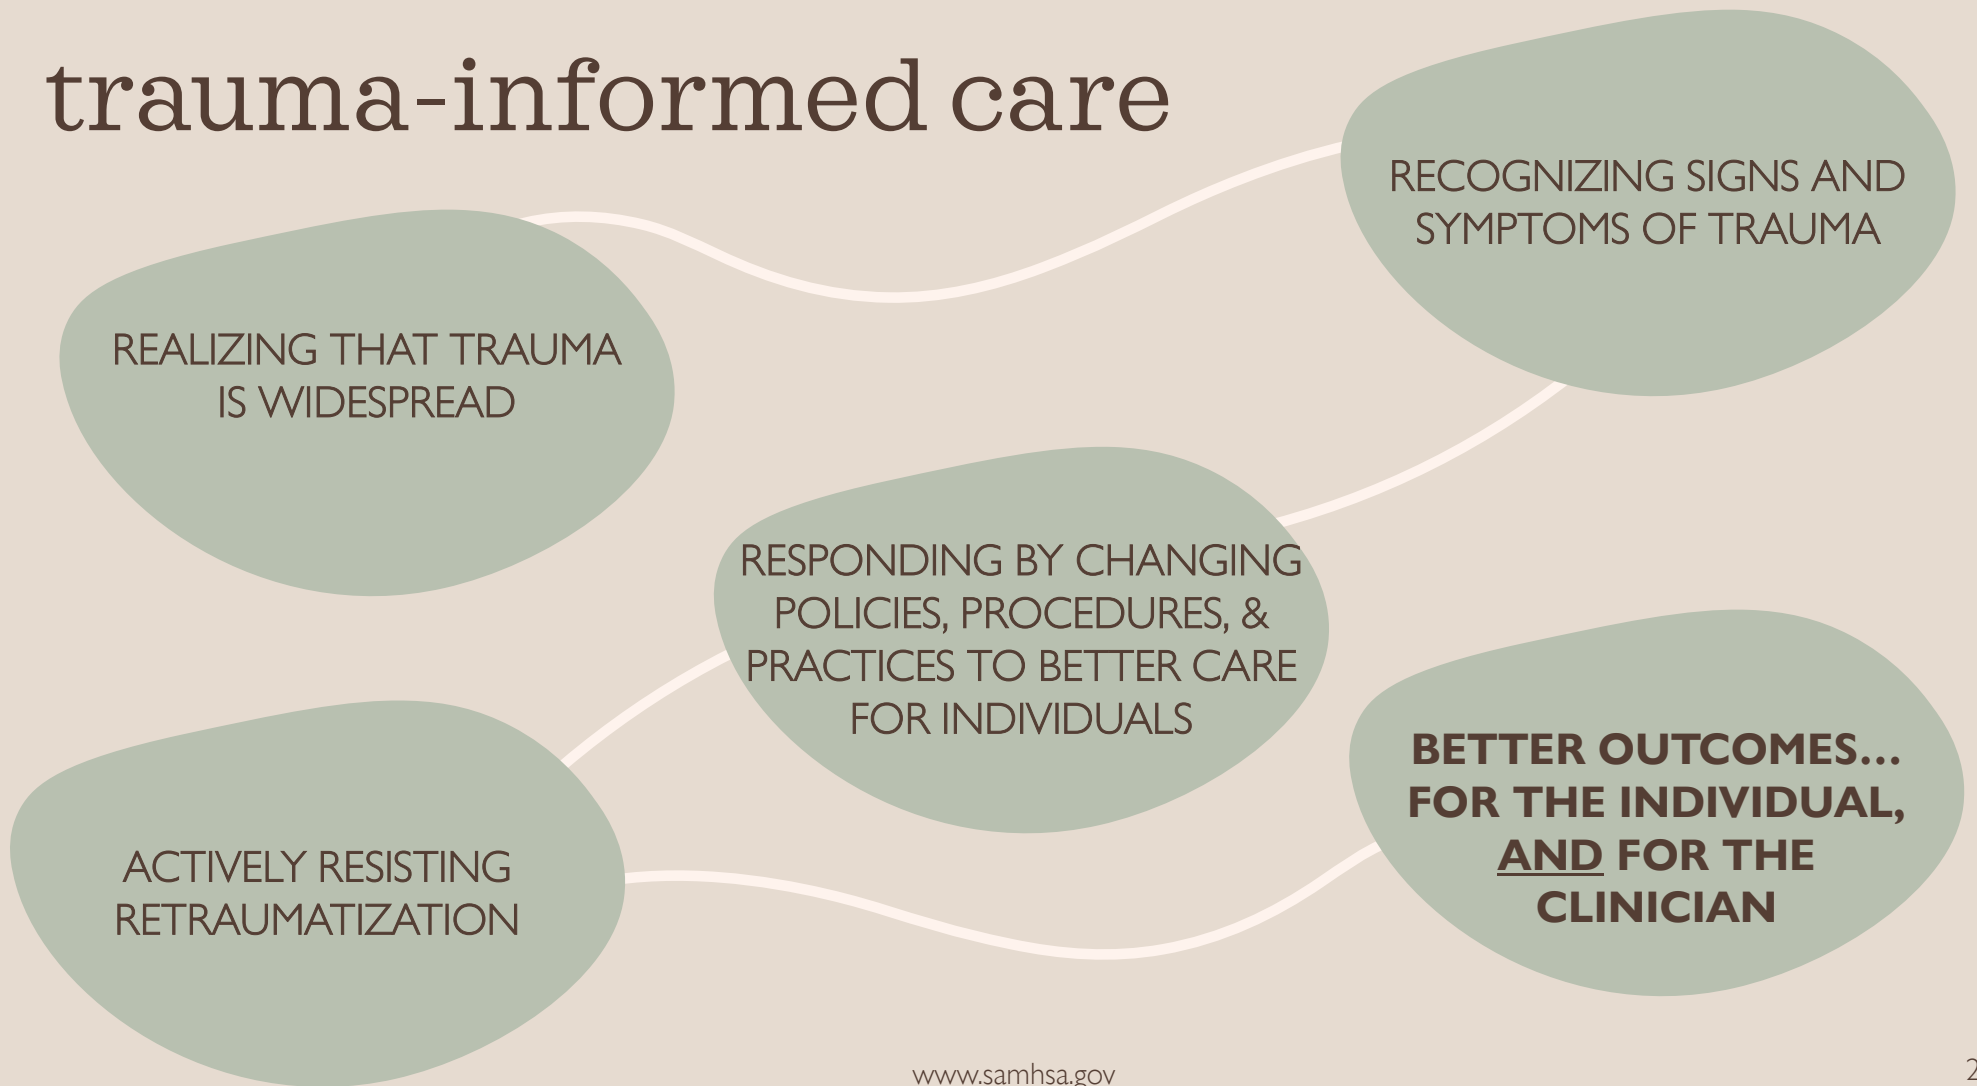 trauma-informed care
REALIZING THAT TRAUMA
IS WIDESPREAD
RECOGNIZING SIGNS AND
SYMPTOMS OF TRAUMA
RESPONDING BY CHANGING
POLICIES, PROCEDURES, &
PRACTICES TO BETTER CARE
FOR INDIVIDUALS
ACTIVELY RESISTING
RETRAUMATIZATION
BETTER OUTCOMES...
FOR THE INDIVIDUAL,
AND FOR THE
CLINICIAN
www.samhsa.gov